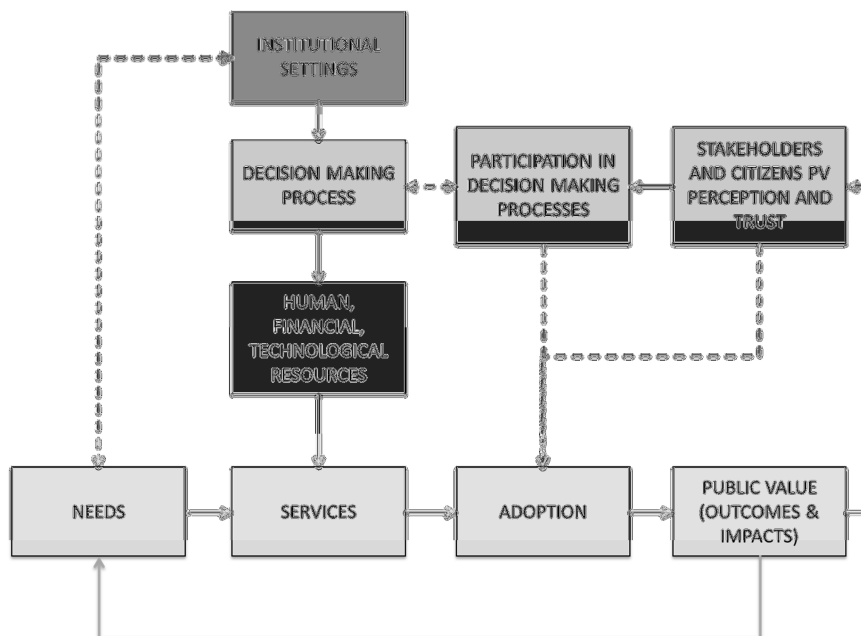 INSTITUTIONAL
SETTINGS
DECISION MAKING
PROCESS
PARTICIPATION IN
DECISION MAKING
PROCESSES
STAKEHOLDERS
AND CITIZENS PV
PERCEPTION AND
TRUST
HUMAN,
FINANCIAL,
TECHNOLOGICAL
RESOURCES
NEEDS
SERVICES
ADOPTION
PUBLIC VALUE
(OUTCOMES &
IMPACTS)